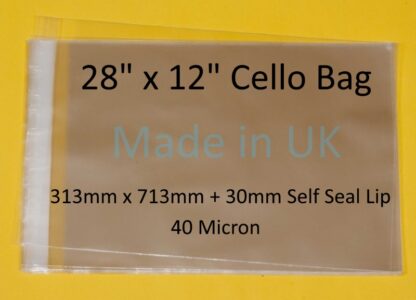 28" x 12" Cello Bag
Made in UK
313mm x 713mm + 30mm Self Seal Lip
40 Micron